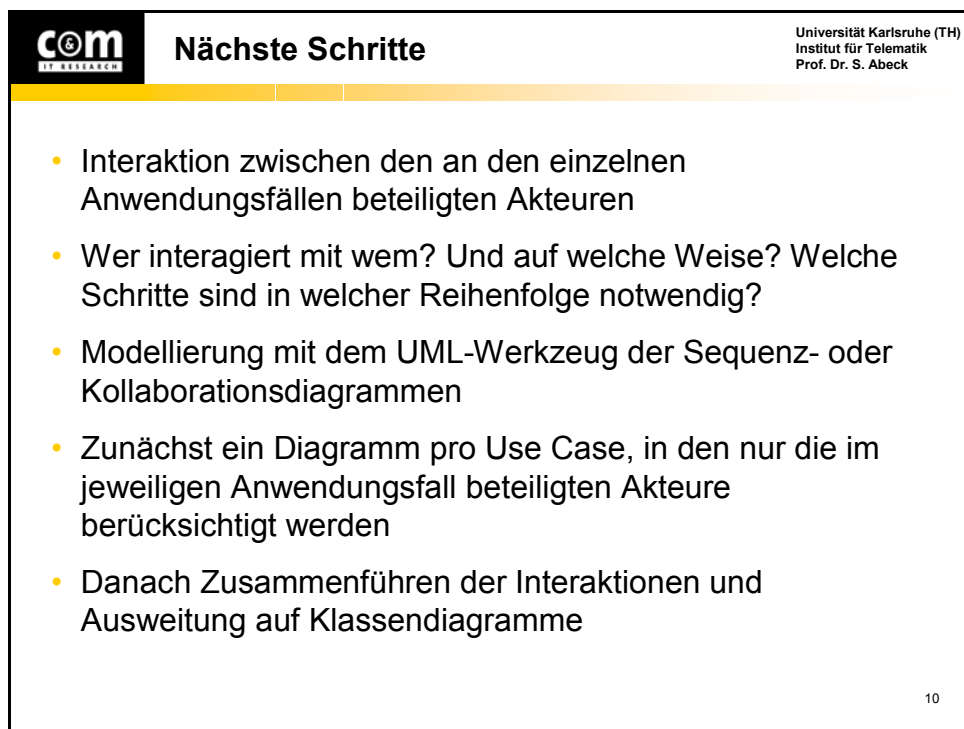 C&M
IT RESEARCH
Nächste Schritte
Universität Karlsruhe (TH)
Institut für Telematik
Prof. Dr. S. Abeck
• Interaktion zwischen den an den einzelnen
Anwendungsfällen beteiligten Akteuren
• Wer interagiert mit wem? Und auf welche Weise? Welche
Schritte sind in welcher Reihenfolge notwendig?
• Modellierung mit dem UML-Werkzeug der Sequenz- oder
Kollaborationsdiagrammen
• Zunächst ein Diagramm pro Use Case, in den nur die im
jeweiligen Anwendungsfall beteiligten Akteure
berücksichtigt werden
• Danach Zusammenführen der Interaktionen und
Ausweitung auf Klassendiagramme
10